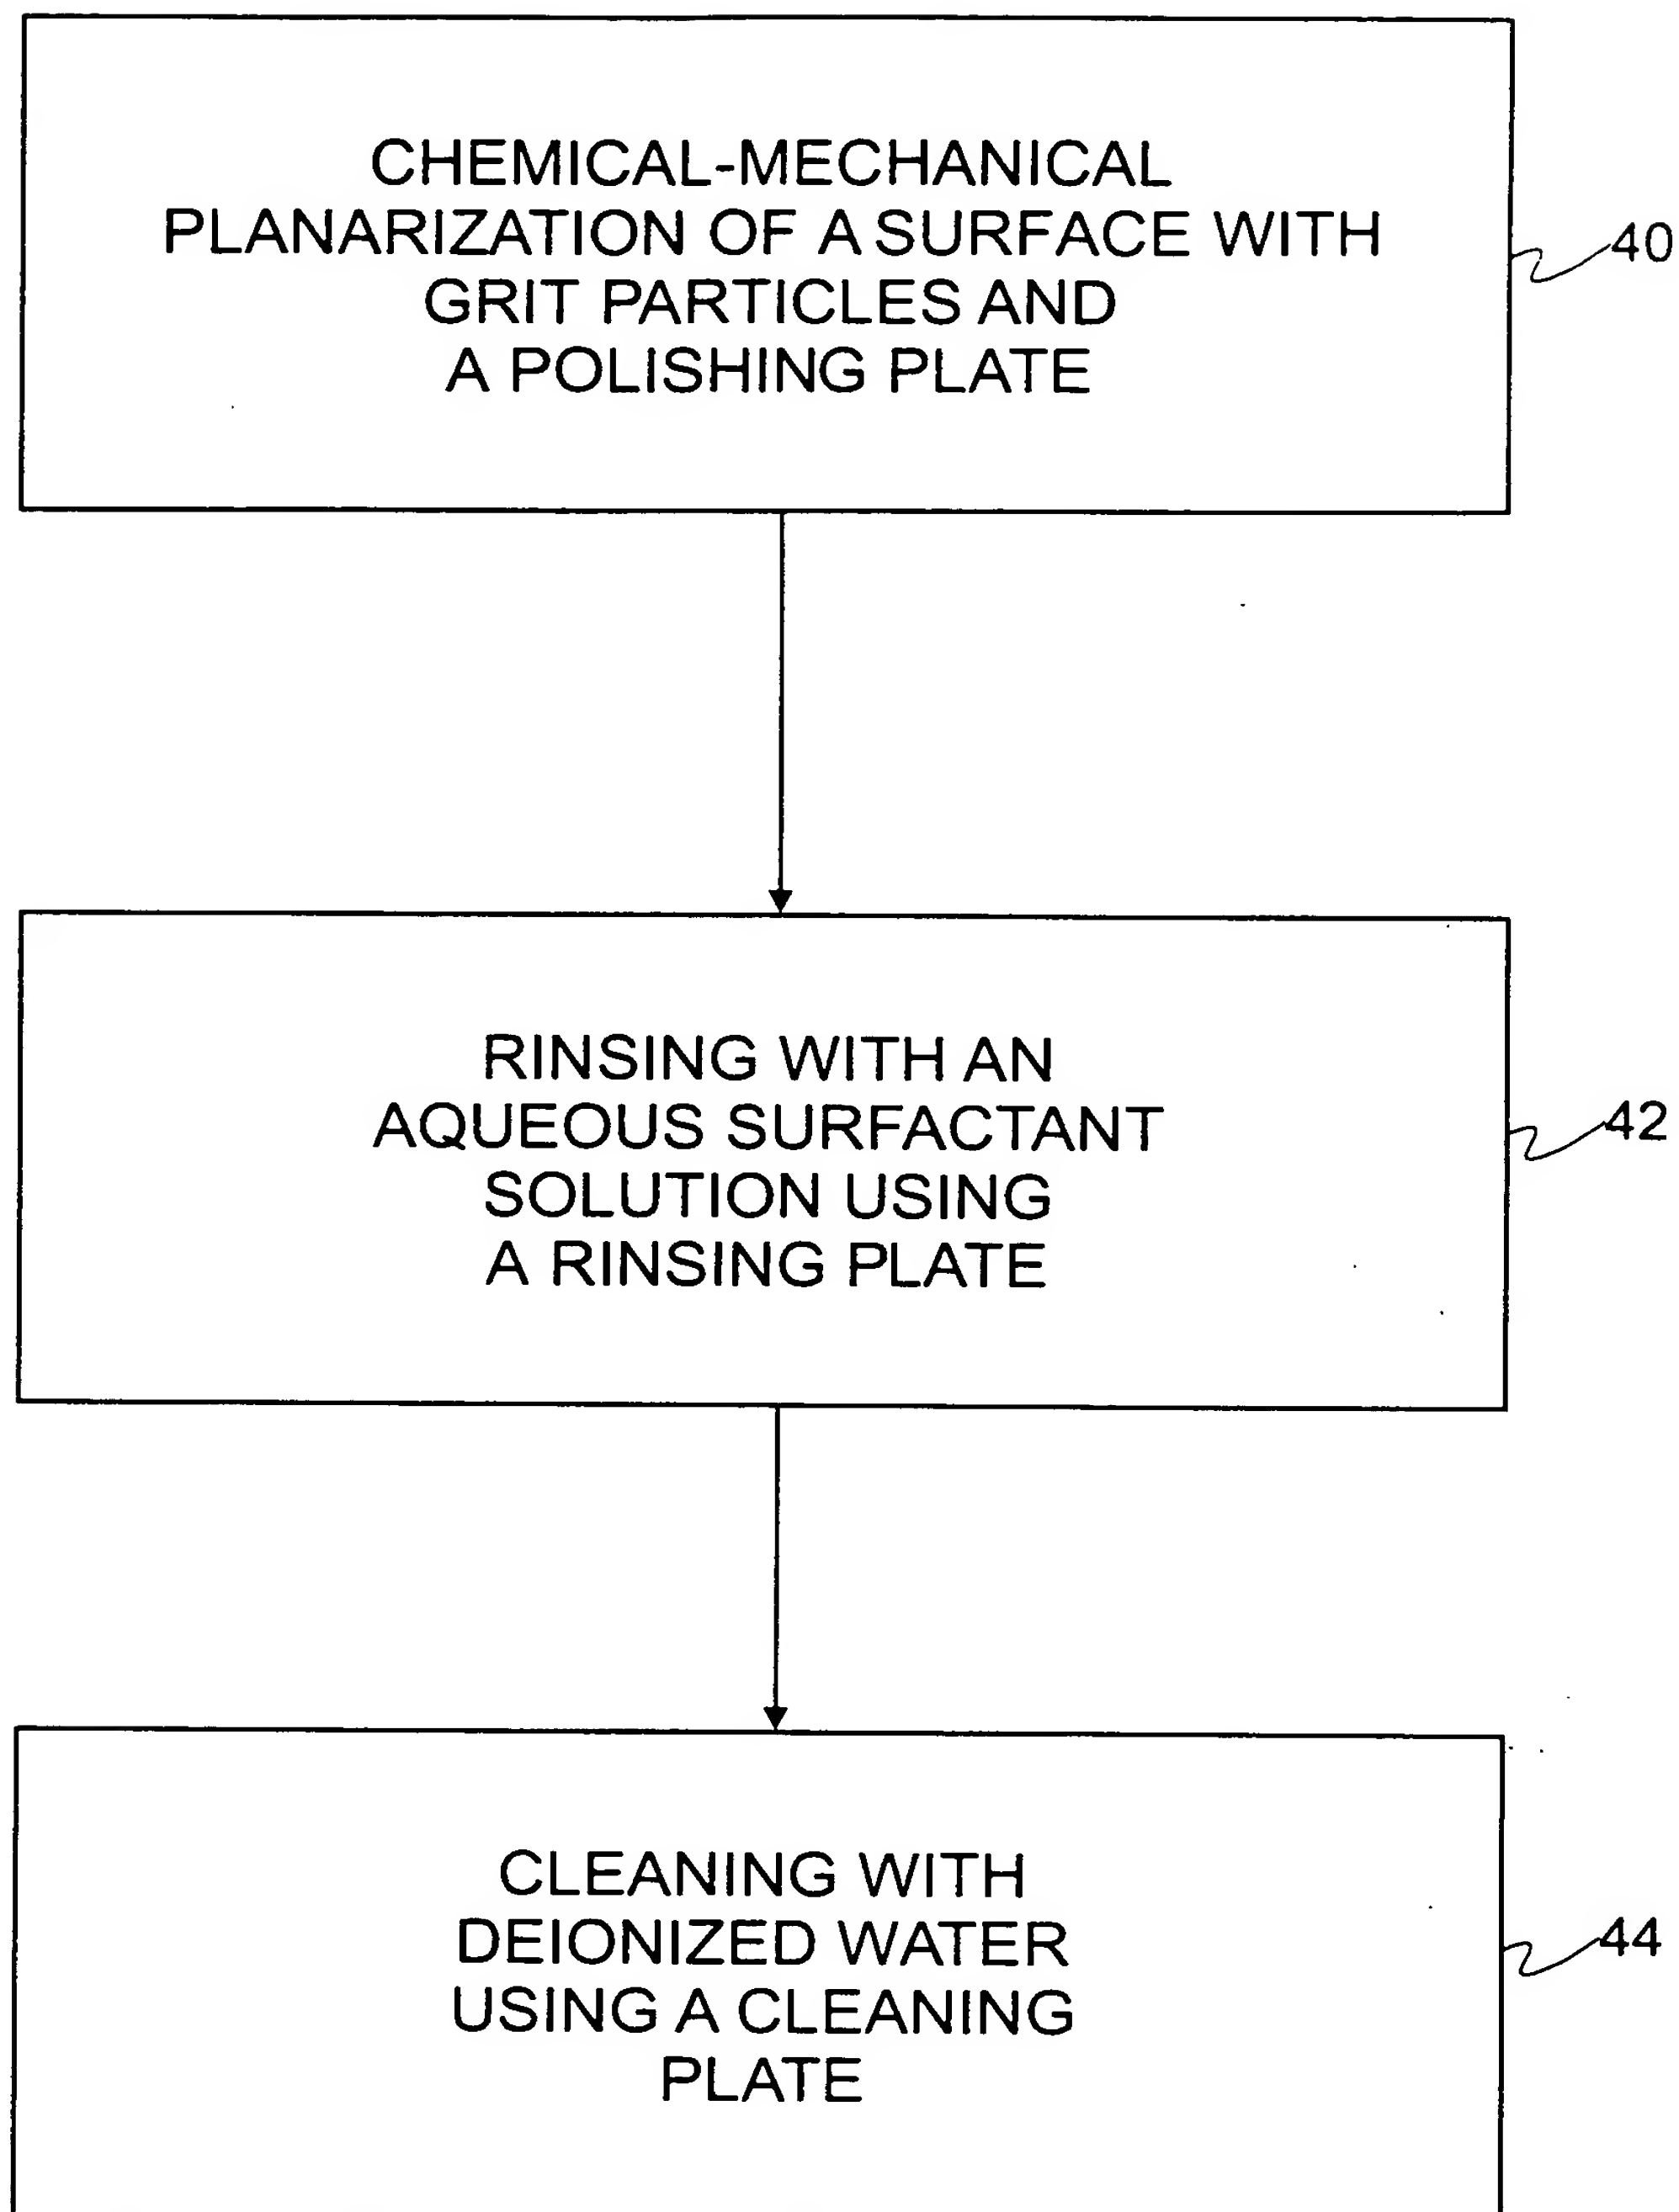 CHEMICAL-MECHANICAL
PLANARIZATION OF A SURFACE WITH
GRIT PARTICLES AND
A POLISHING PLATE
40
RINSING WITH AN
AQUEOUS SURFACTANT
SOLUTION USING
A RINSING PLATE
42
CLEANING WITH
DEIONIZED WATER
USING A CLEANING
PLATE
44